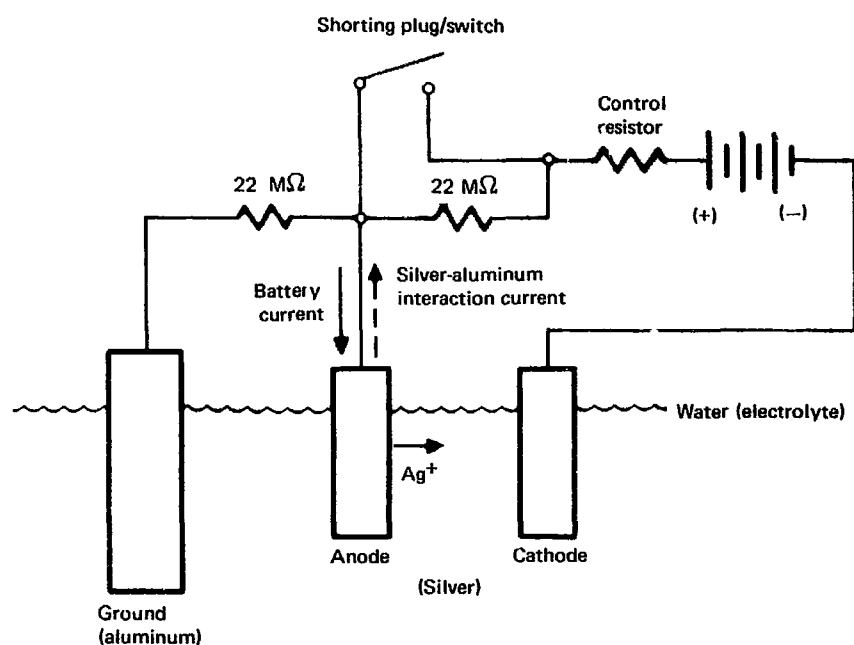 Shorting plug/switch
Control
resistor
22 MΩ
22 MΩ
(+)
(−)
Battery
current
Silver-aluminum
interaction current
Water (electrolyte)
Ag+
Anode
Cathode
(Silver)
Ground
(aluminum)